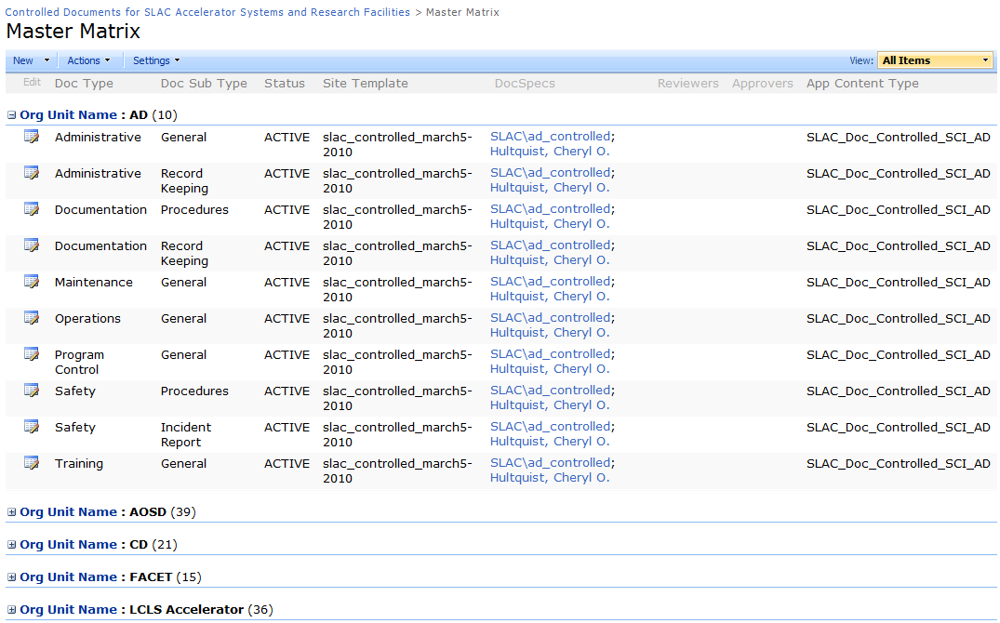 Controlled Documents for SLAC Accelerator Systems and Research Facilities > Master Matrix
Master Matrix
New Actions Settings View: All Items
Edit Doc Type Doc Sub Type Status Site Template DocSpecs Reviewers Approvers App Content Type
Org Unit Name : AD (10)
Administrative General ACTIVE slac_controlled_march5- SLAC\ad_controlled; SLAC_Doc_Controlled_SCI_AD
2010 Hultquist, Cheryl O.
Administrative Record ACTIVE slac_controlled_march5- SLAC\ad_controlled; SLAC_Doc_Controlled_SCI_AD
Keeping 2010 Hultquist, Cheryl O.
Documentation Procedures ACTIVE slac_controlled_march5- SLAC\ad_controlled; SLAC_Doc_Controlled_SCI_AD
2010 Hultquist, Cheryl O.
Documentation Record ACTIVE slac_controlled_march5- SLAC\ad_controlled; SLAC_Doc_Controlled_SCI_AD
Keeping 2010 Hultquist, Cheryl O.
Maintenance General ACTIVE slac_controlled_march5- SLAC\ad_controlled; SLAC_Doc_Controlled_SCI_AD
2010 Hultquist, Cheryl O.
Operations General ACTIVE slac_controlled_march5- SLAC\ad_controlled; SLAC_Doc_Controlled_SCI_AD
2010 Hultquist, Cheryl O.
Program General ACTIVE slac_controlled_march5- SLAC\ad_controlled; SLAC_Doc_Controlled_SCI_AD
Control 2010 Hultquist, Cheryl O.
Safety Procedures ACTIVE slac_controlled_march5- SLAC\ad_controlled; SLAC_Doc_Controlled_SCI_AD
2010 Hultquist, Cheryl O.
Safety Incident ACTIVE slac_controlled_march5- SLAC\ad_controlled; SLAC_Doc_Controlled_SCI_AD
Report 2010 Hultquist, Cheryl O.
Training General ACTIVE slac_controlled_march5- SLAC\ad_controlled; SLAC_Doc_Controlled_SCI_AD
2010 Hultquist, Cheryl O.
Org Unit Name : AOSD (39)
Org Unit Name : CD (21)
Org Unit Name : FACET (15)
Org Unit Name : LCLS Accelerator (36)